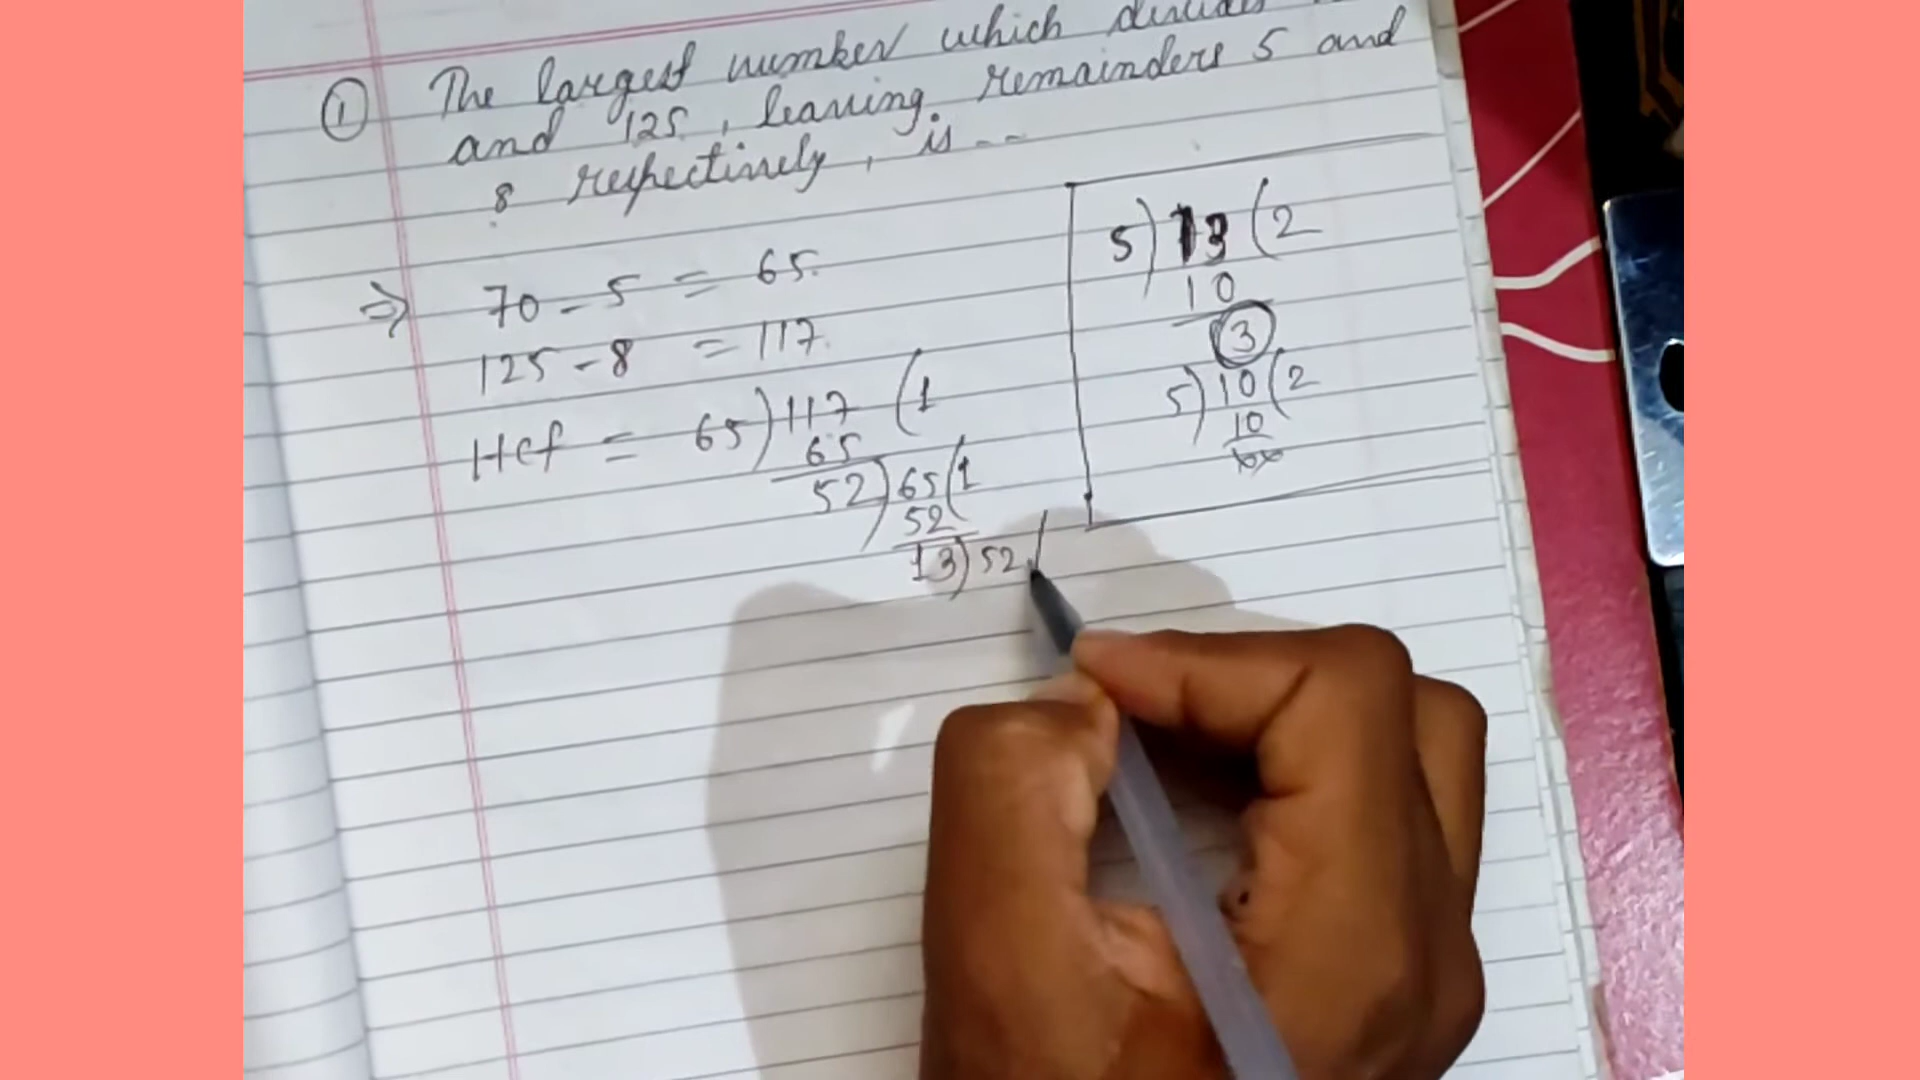 ① The largest number which divides
and 125, leaving remainders 5 and
8 respectively, is --
⇒ 70 - 5 = 65.
125 - 8 = 117.
Hcf = 65)117(1
65
52)65(1
52
13)52(
5)13(2
10
3
5)10(2
10